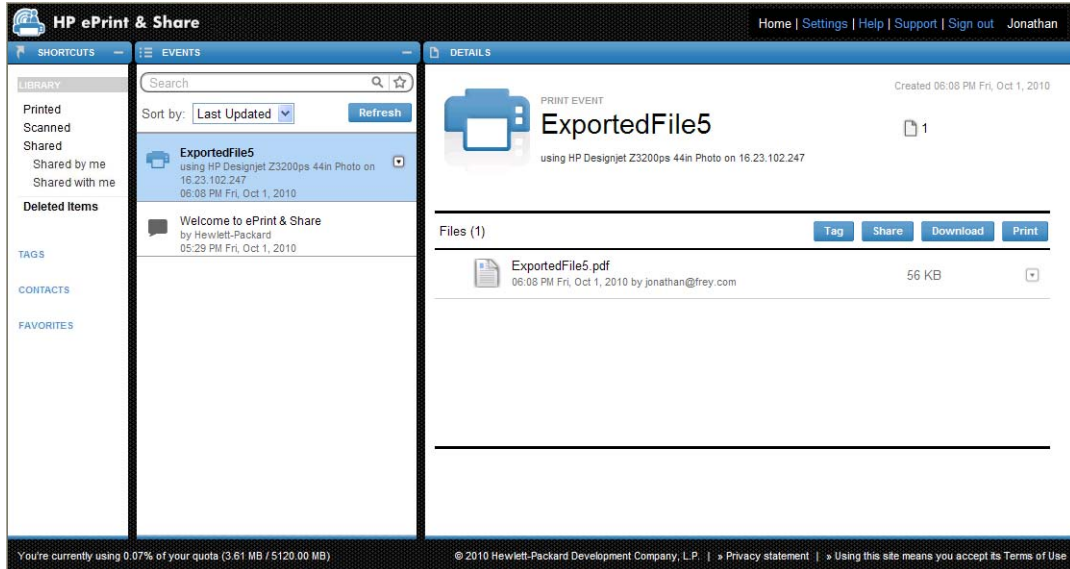 HP ePrint & Share
Home | Settings | Help | Support | Sign out Jonathan
SHORTCUTS
LIBRARY
Printed
Scanned
Shared
Shared by me
Shared with me
Deleted Items
TAGS
CONTACTS
FAVORITES
EVENTS
Search
Sort by: Last Updated Refresh
ExportedFile5
using HP Designjet Z3200ps 44in Photo on
16.23.102.247
06:08 PM Fri, Oct 1, 2010
Welcome to ePrint & Share
by Hewlett-Packard
05:29 PM Fri, Oct 1, 2010
DETAILS
Created 06:08 PM Fri, Oct 1, 2010
PRINT EVENT
ExportedFile5
1
using HP Designjet Z3200ps 44in Photo on 16.23.102.247
Files (1) Tag Share Download Print
ExportedFile5.pdf
06:08 PM Fri, Oct 1, 2010 by jonathan@frey.com
56 KB
You're currently using 0.07% of your quota (3.61 MB / 5120.00 MB)
© 2010 Hewlett-Packard Development Company, L.P. | » Privacy statement | » Using this site means you accept its Terms of Use